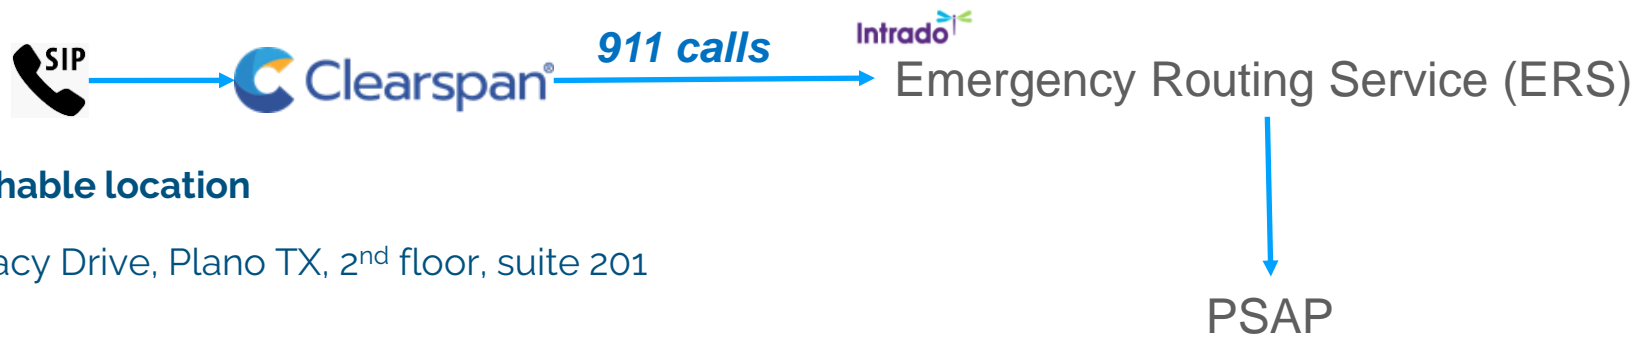 SIP
Clearspan®
911 calls
Intrado
Emergency Routing Service (ERS)
hable location
acy Drive, Plano TX, 2nd floor, suite 201
PSAP